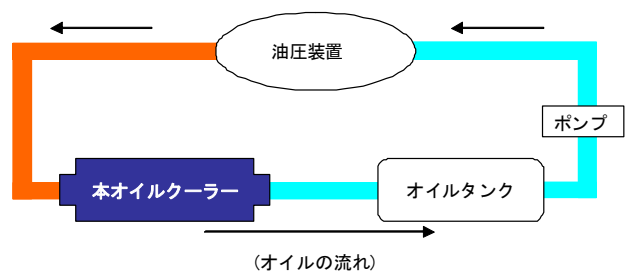 油圧装置
ポンプ
本オイルクーラー
オイルタンク
(オイルの流れ)